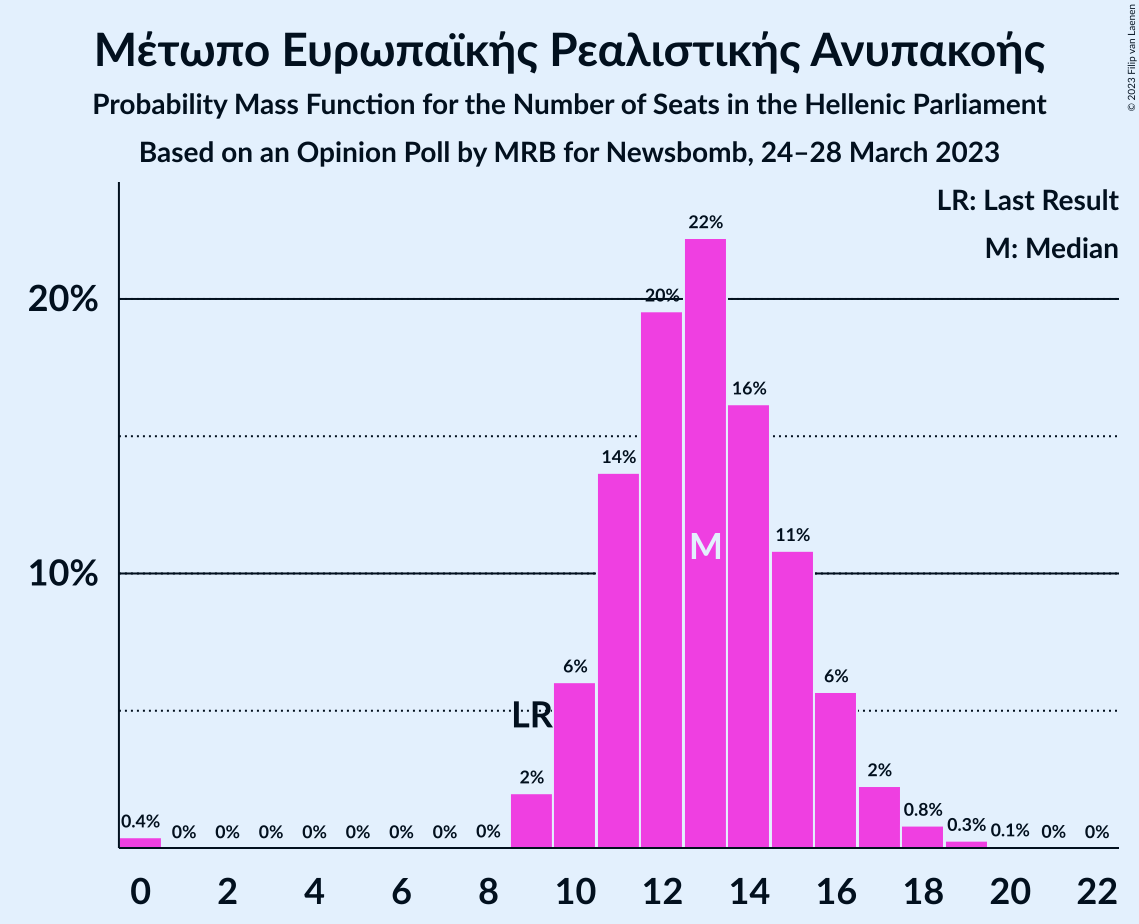 Μέτωπο Ευρωπαϊκής Ρεαλιστικής Ανυπακοής
Probability Mass Function for the Number of Seats in the Hellenic Parliament
Based on an Opinion Poll by MRB for Newsbomb, 24–28 March 2023
© 2023 Filip van Laenen
LR: Last Result
M: Median
20%
10%
0.4% 0% 0% 0% 0% 0% 0% 0% 0% 2% 6% 14% 20% 22% 16% 11% 6% 2% 0.8% 0.3% 0.1% 0% 0%
LR
M
0 2 4 6 8 10 12 14 16 18 20 22